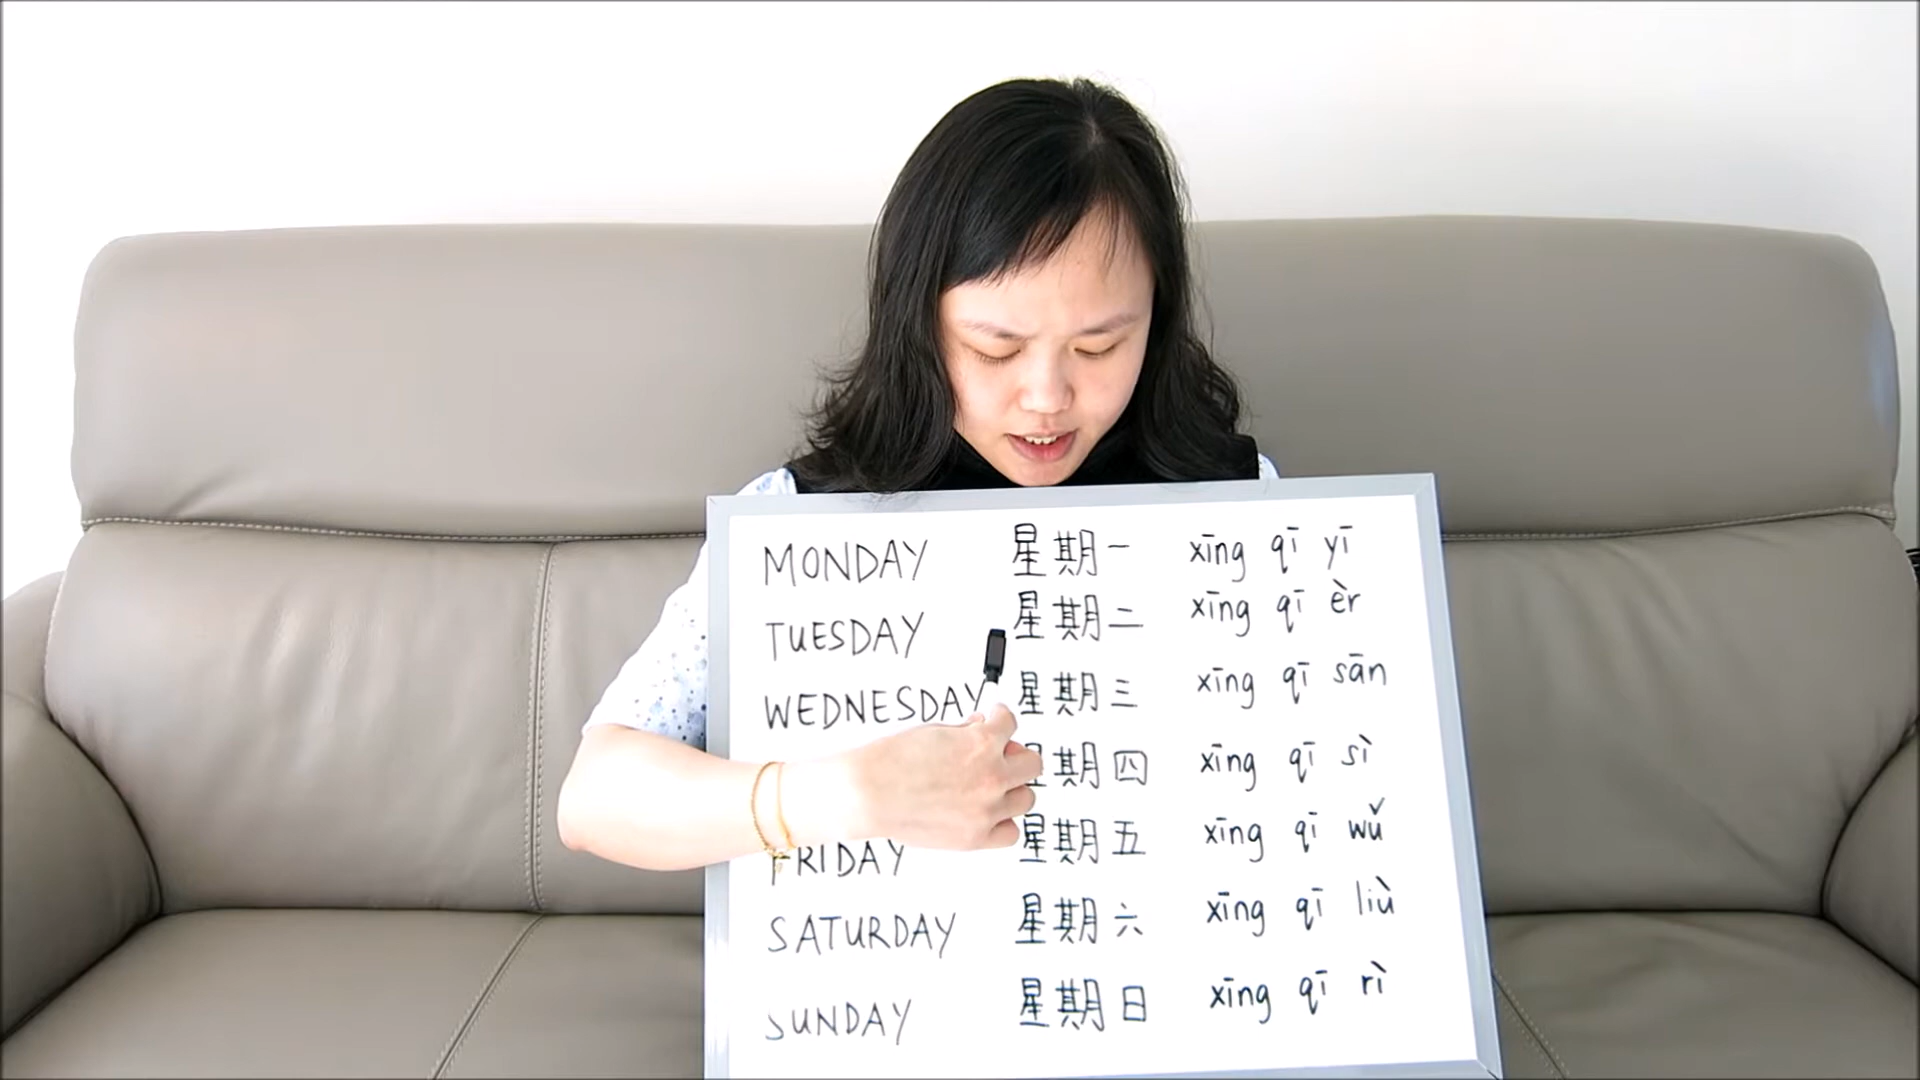 MONDAY 星期一 xīng qī yī
TUESDAY 星期二 xīng qī èr
WEDNESDAY 星期三 xīng qī sān
期四 xīng qī sì
FRIDAY 星期五 xīng qī wǔ
SATURDAY 星期六 xīng qī liù
SUNDAY 星期日 xīng qī rì